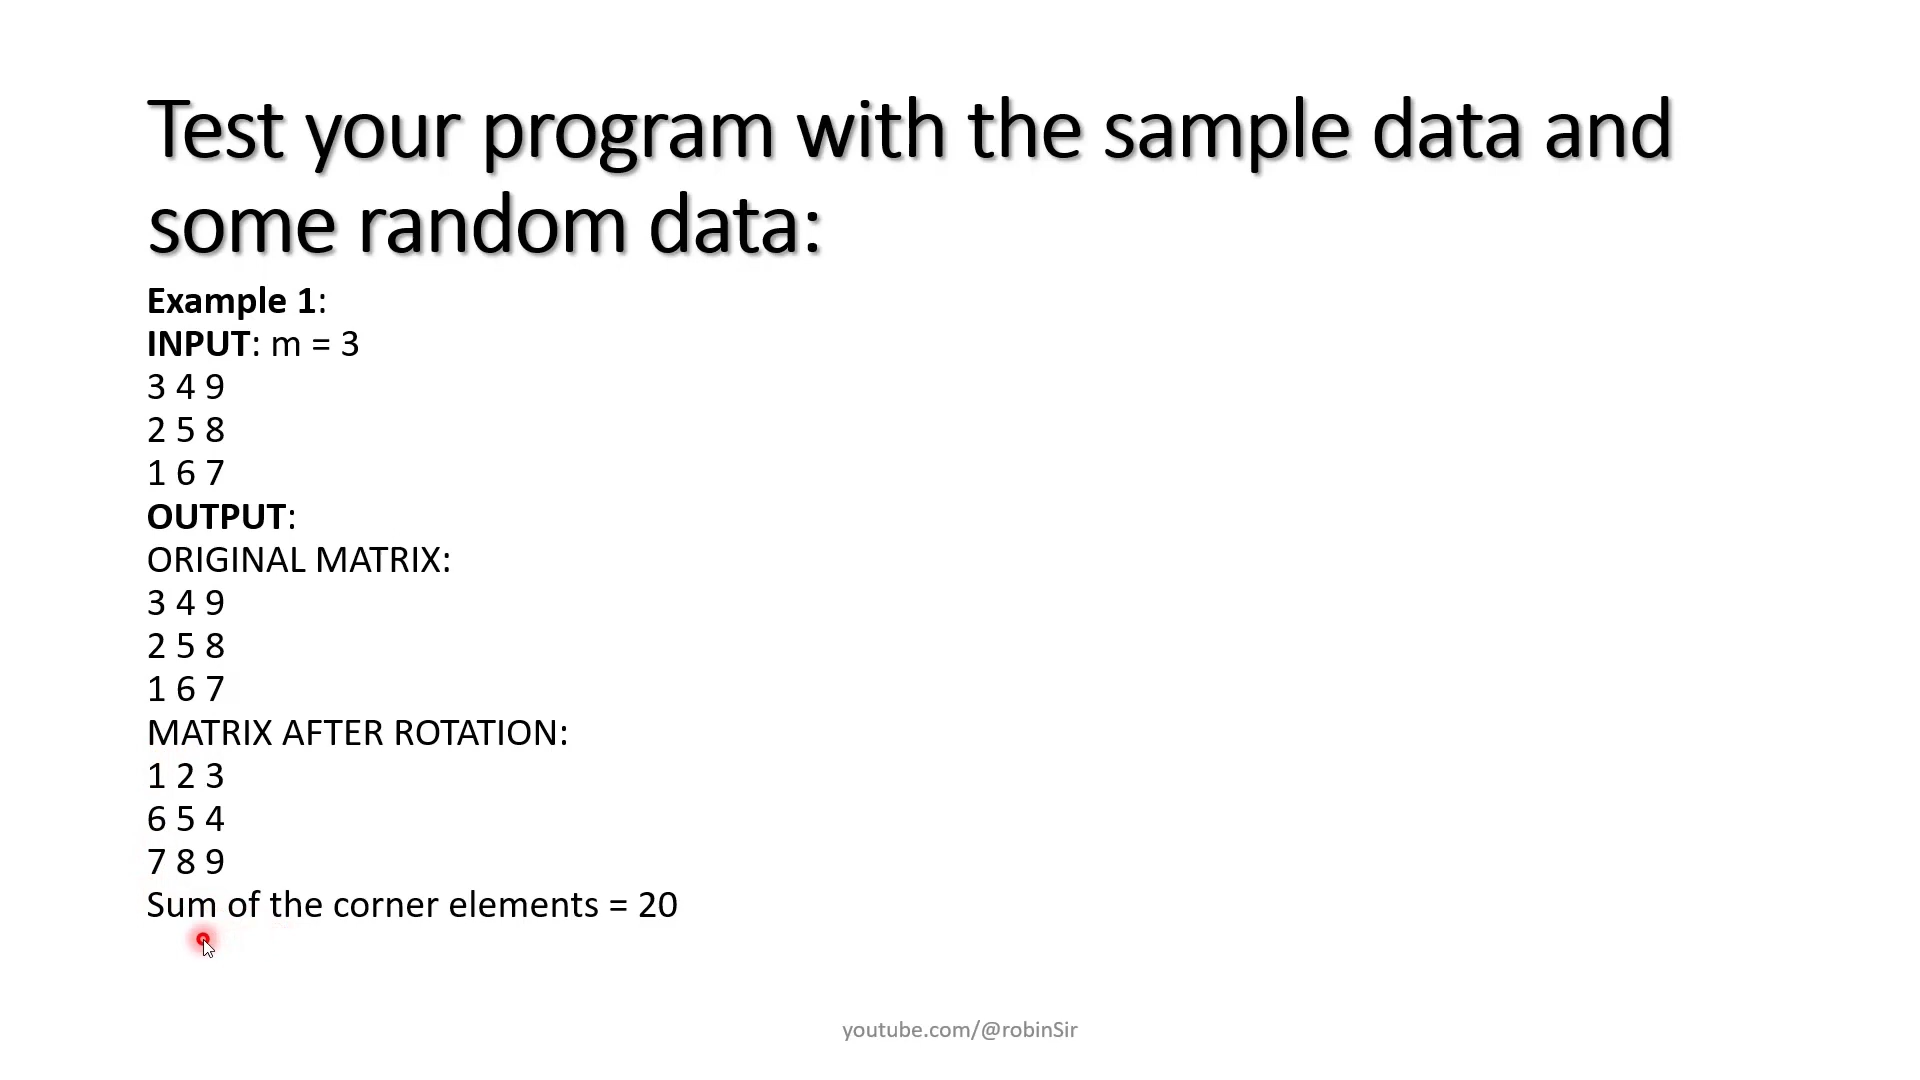 Test your program with the sample data and
some random data:
Example 1:
INPUT: m = 3
3 4 9
2 5 8
1 6 7
OUTPUT:
ORIGINAL MATRIX:
3 4 9
2 5 8
1 6 7
MATRIX AFTER ROTATION:
1 2 3
6 5 4
7 8 9
Sum of the corner elements = 20
youtube.com/@robinSir